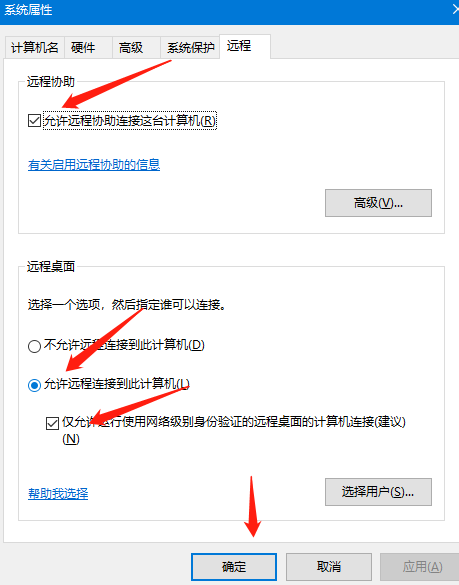 系统属性
计算机名 硬件 高级 系统保护 远程
远程协助
允许远程协助连接这台计算机(R)
有关启用远程协助的信息
高级(V)...
远程桌面
选择一个选项，然后指定谁可以连接。
不允许远程连接到此计算机(D)
允许远程连接到此计算机(L)
仅允许运行使用网络级别身份验证的远程桌面的计算机连接(建议)
(N)
帮助我选择
选择用户(S)...
确定 取消 应用(A)